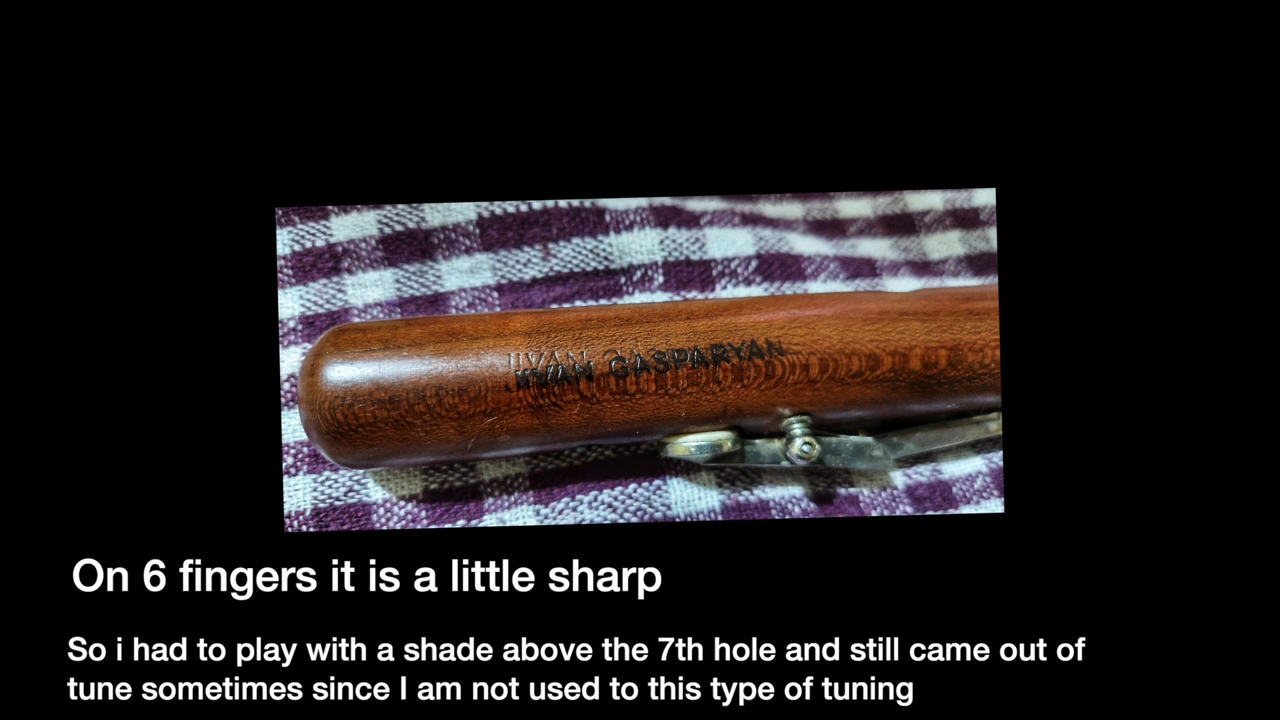 JIVAN GASPARYAN
On 6 fingers it is a little sharp
So i had to play with a shade above the 7th hole and still came out of
tune sometimes since I am not used to this type of tuning